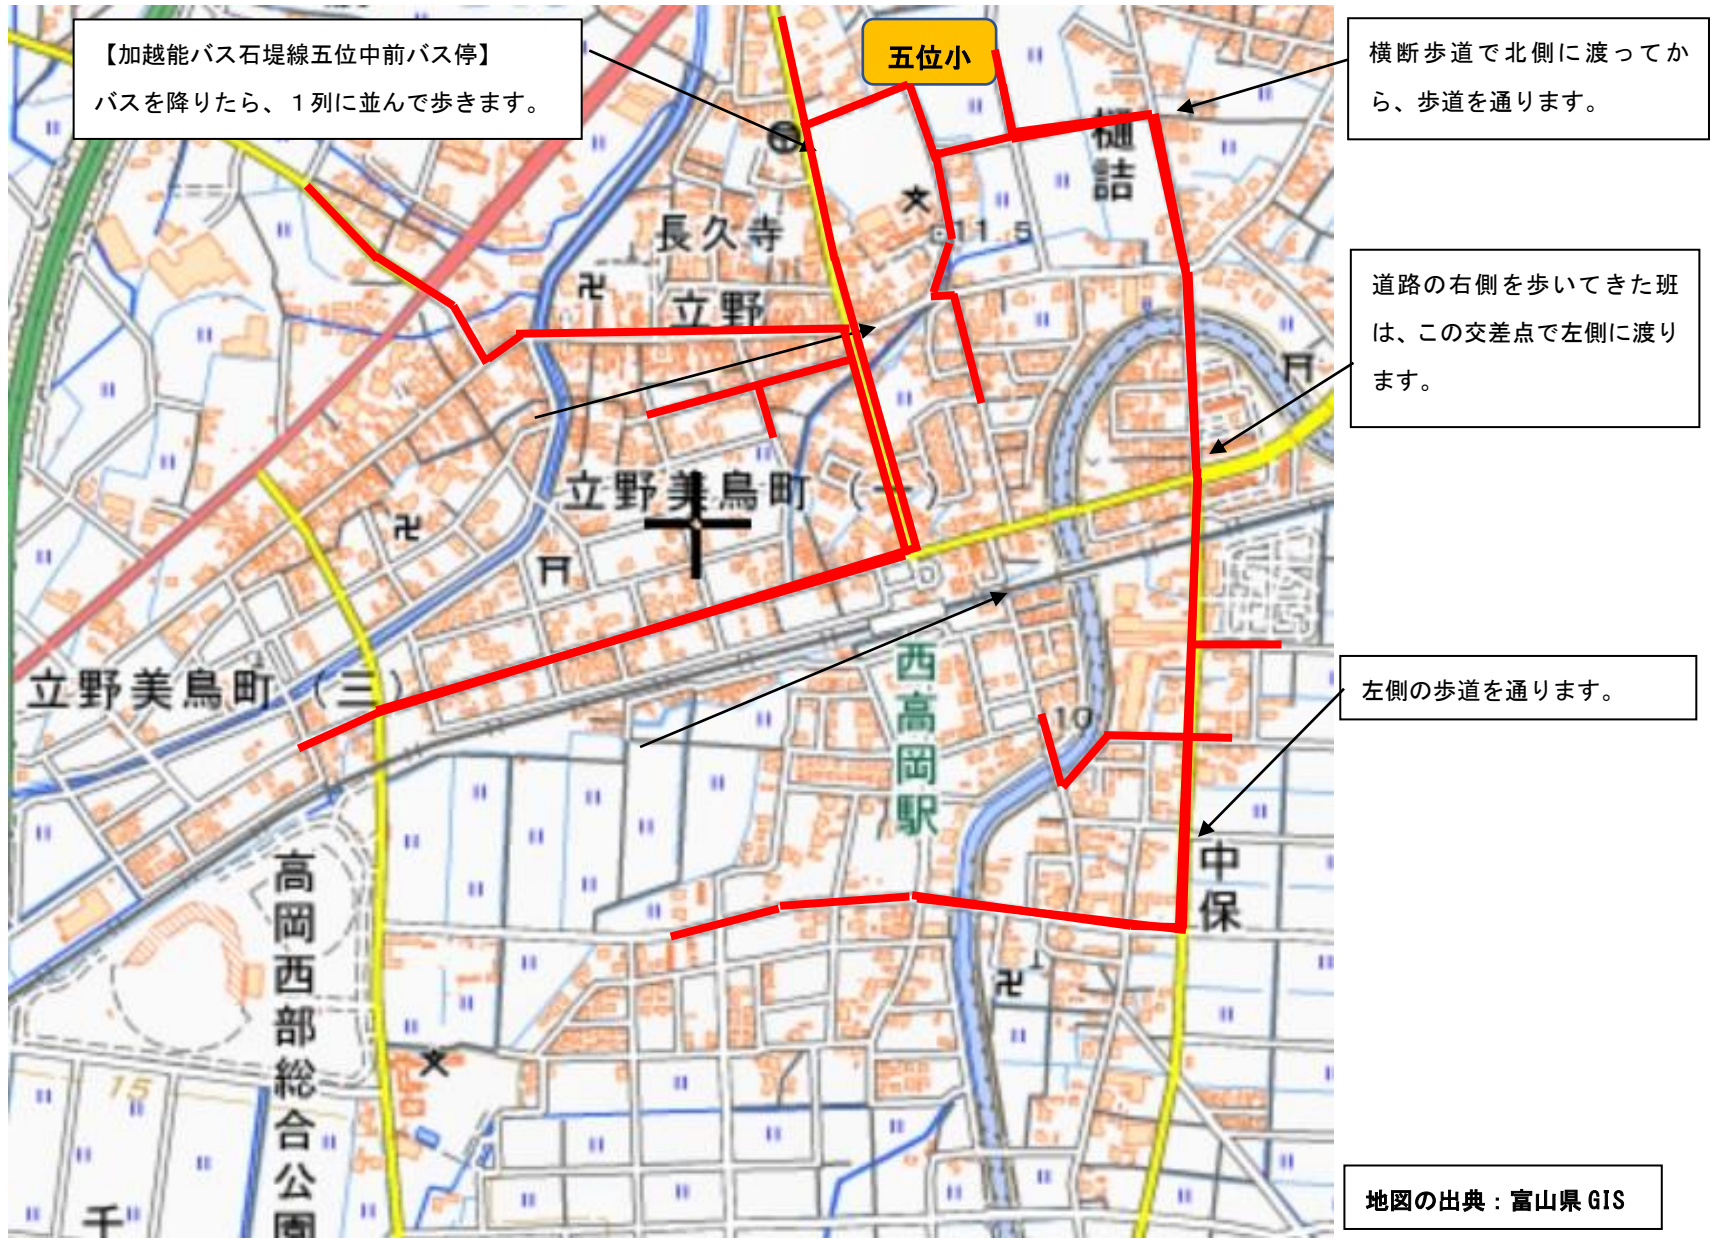 【加越能バス石堤線五位中前バス停】
バスを降りたら、１列に並んで歩きます。
五位小
横断歩道で北側に渡ってか
ら、歩道を通ります。
樋詰
長久寺
11.5
立野
道路の右側を歩いてきた班
は、この交差点で左側に渡り
ます。
立野美鳥町（一）
立野美鳥町（三）
西高岡駅
10
左側の歩道を通ります。
中保
高岡西部総合公園
15
千
地図の出典：富山県 GIS